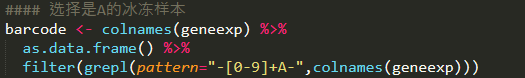 #### 选择是A的冰冻样本
barcode <- colnames(geneexp) %>%
as.data.frame() %>%
filter(grepl(pattern="-[0-9]+A-",colnames(geneexp)))